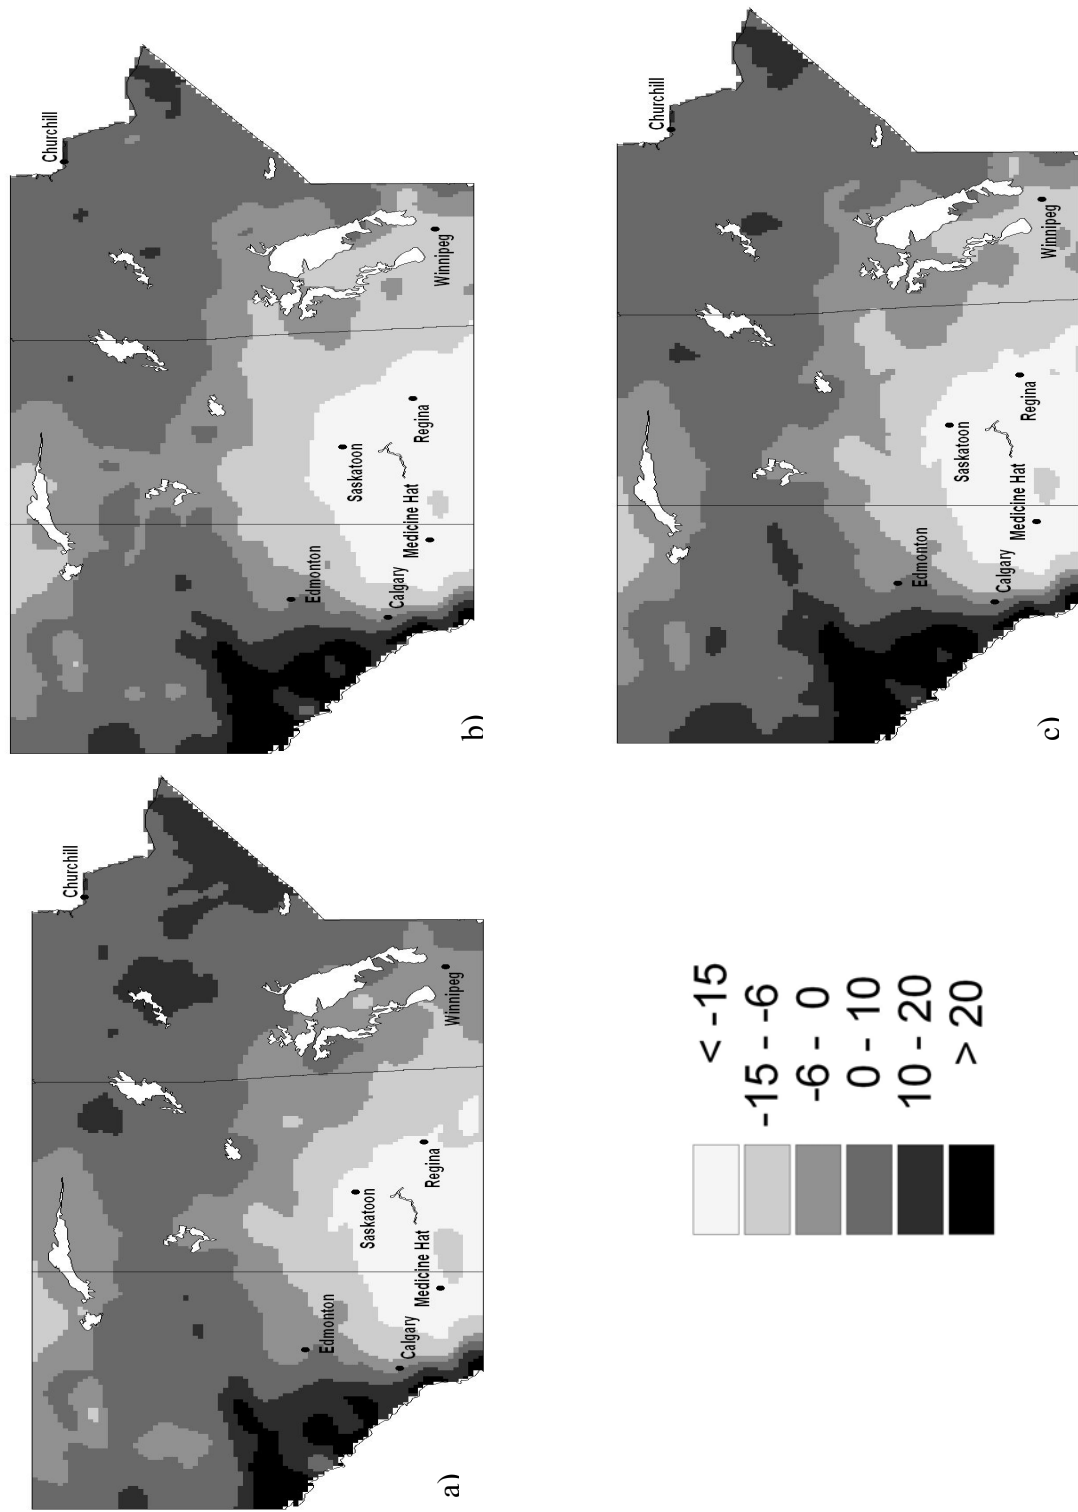 Churchill
Saskatoon
Regina
Medicine Hat
Edmonton
Calgary
Winnipeg
a)
Churchill
Saskatoon
Regina
Medicine Hat
Edmonton
Calgary
Winnipeg
b)
Churchill
Saskatoon
Regina
Medicine Hat
Edmonton
Calgary
Winnipeg
c)
< -15
-15 - -6
-6 - 0
0 - 10
10 - 20
> 20